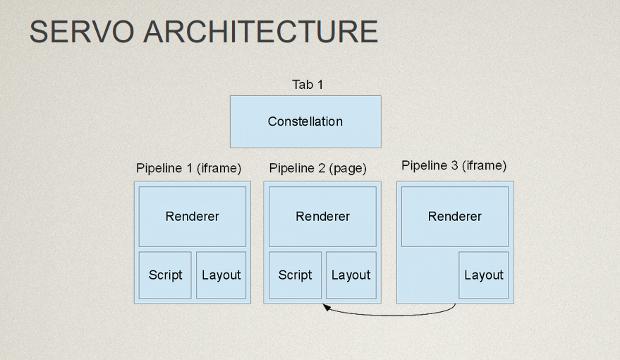 SERVO ARCHITECTURE
Tab 1
Constellation
Pipeline 1 (iframe)
Pipeline 2 (page)
Pipeline 3 (iframe)
Renderer
Renderer
Renderer
Script
Layout
Script
Layout
Layout